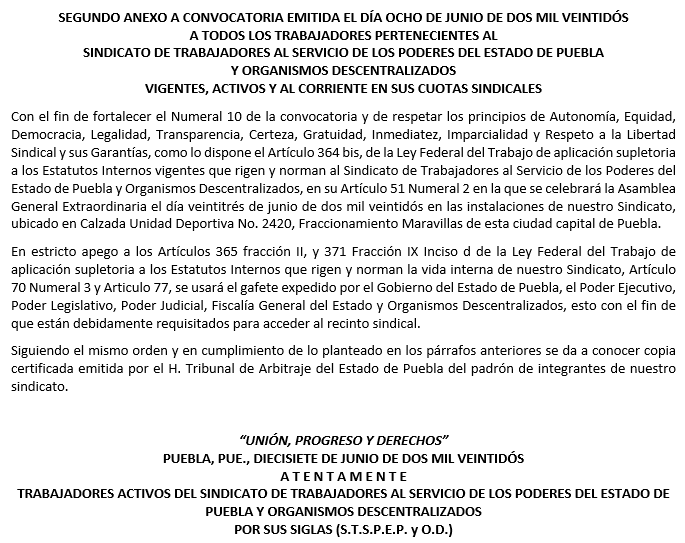 SEGUNDO ANEXO A CONVOCATORIA EMITIDA EL DÍA OCHO DE JUNIO DE DOS MIL VEINTIDÓS
A TODOS LOS TRABAJADORES PERTENECIENTES AL
SINDICATO DE TRABAJADORES AL SERVICIO DE LOS PODERES DEL ESTADO DE PUEBLA
Y ORGANISMOS DESCENTRALIZADOS
VIGENTES, ACTIVOS Y AL CORRIENTE EN SUS CUOTAS SINDICALES
Con el fin de fortalecer el Numeral 10 de la convocatoria y de respetar los principios de Autonomía, Equidad,
Democracia, Legalidad, Transparencia, Certeza, Gratuidad, Inmediatez, Imparcialidad y Respeto a la Libertad
Sindical y sus Garantías, como lo dispone el Artículo 364 bis, de la Ley Federal del Trabajo de aplicación supletoria
a los Estatutos Internos vigentes que rigen y norman al Sindicato de Trabajadores al Servicio de los Poderes del
Estado de Puebla y Organismos Descentralizados, en su Artículo 51 Numeral 2 en la que se celebrará la Asamblea
General Extraordinaria el día veintitrés de junio de dos mil veintidós en las instalaciones de nuestro Sindicato,
ubicado en Calzada Unidad Deportiva No. 2420, Fraccionamiento Maravillas de esta ciudad capital de Puebla.
En estricto apego a los Artículos 365 fracción II, y 371 Fracción IX Inciso d de la Ley Federal del Trabajo de
aplicación supletoria a los Estatutos Internos que rigen y norman la vida interna de nuestro Sindicato, Artículo
70 Numeral 3 y Articulo 77, se usará el gafete expedido por el Gobierno del Estado de Puebla, el Poder Ejecutivo,
Poder Legislativo, Poder Judicial, Fiscalía General del Estado y Organismos Descentralizados, esto con el fin de
que están debidamente requisitados para acceder al recinto sindical.
Siguiendo el mismo orden y en cumplimiento de lo planteado en los párrafos anteriores se da a conocer copia
certificada emitida por el H. Tribunal de Arbitraje del Estado de Puebla del padrón de integrantes de nuestro
sindicato.
“UNIÓN, PROGRESO Y DERECHOS”
PUEBLA, PUE., DIECISIETE DE JUNIO DE DOS MIL VEINTIDÓS
A T E N T A M E N T E
TRABAJADORES ACTIVOS DEL SINDICATO DE TRABAJADORES AL SERVICIO DE LOS PODERES DEL ESTADO DE
PUEBLA Y ORGANISMOS DESCENTRALIZADOS
POR SUS SIGLAS (S.T.S.P.E.P. y O.D.)